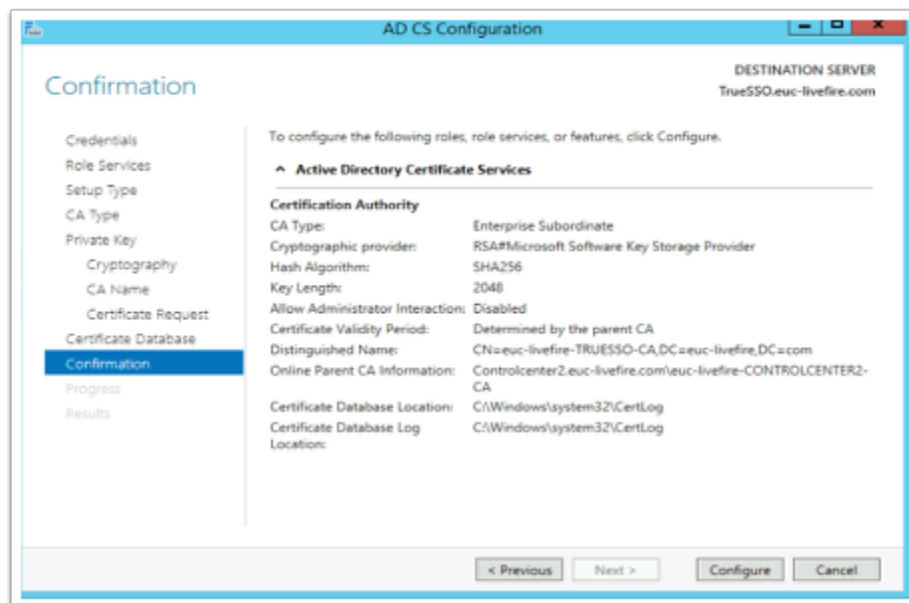 AD CS Configuration
Confirmation
DESTINATION SERVER
TrueSSO.euc-livefire.com
Credentials
Role Services
Setup Type
CA Type
Private Key
Cryptography
CA Name
Certificate Request
Certificate Database
Confirmation
Progress
Results
To configure the following roles, role services, or features, click Configure.
Active Directory Certificate Services
Certification Authority
CA Type: Enterprise Subordinate
Cryptographic provider: RSA#Microsoft Software Key Storage Provider
Hash Algorithm: SHA256
Key Length: 2048
Allow Administrator Interaction: Disabled
Certificate Validity Period: Determined by the parent CA
Distinguished Name: CN=euc-livefire-TRUESSO-CA,DC=euc-livefire,DC=com
Online Parent CA Information: Controlcenter2.euc-livefire.com\euc-livefire-CONTROLCENTER2-
CA
Certificate Database Location: C:\Windows\system32\CertLog
Certificate Database Log C:\Windows\system32\CertLog
Location:
< Previous Next > Configure Cancel